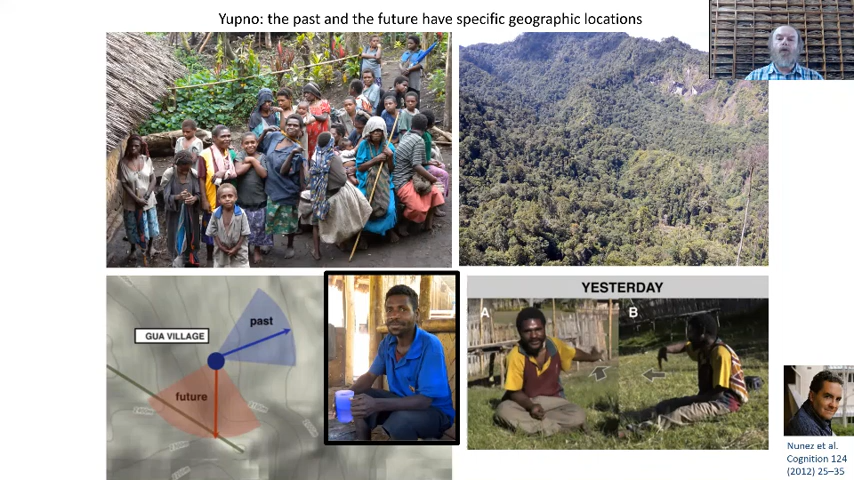 Yupno: the past and the future have specific geographic locations
GUA VILLAGE
past
future
YESTERDAY
A
B
Nunez et al.
Cognition 124
(2012) 25–35